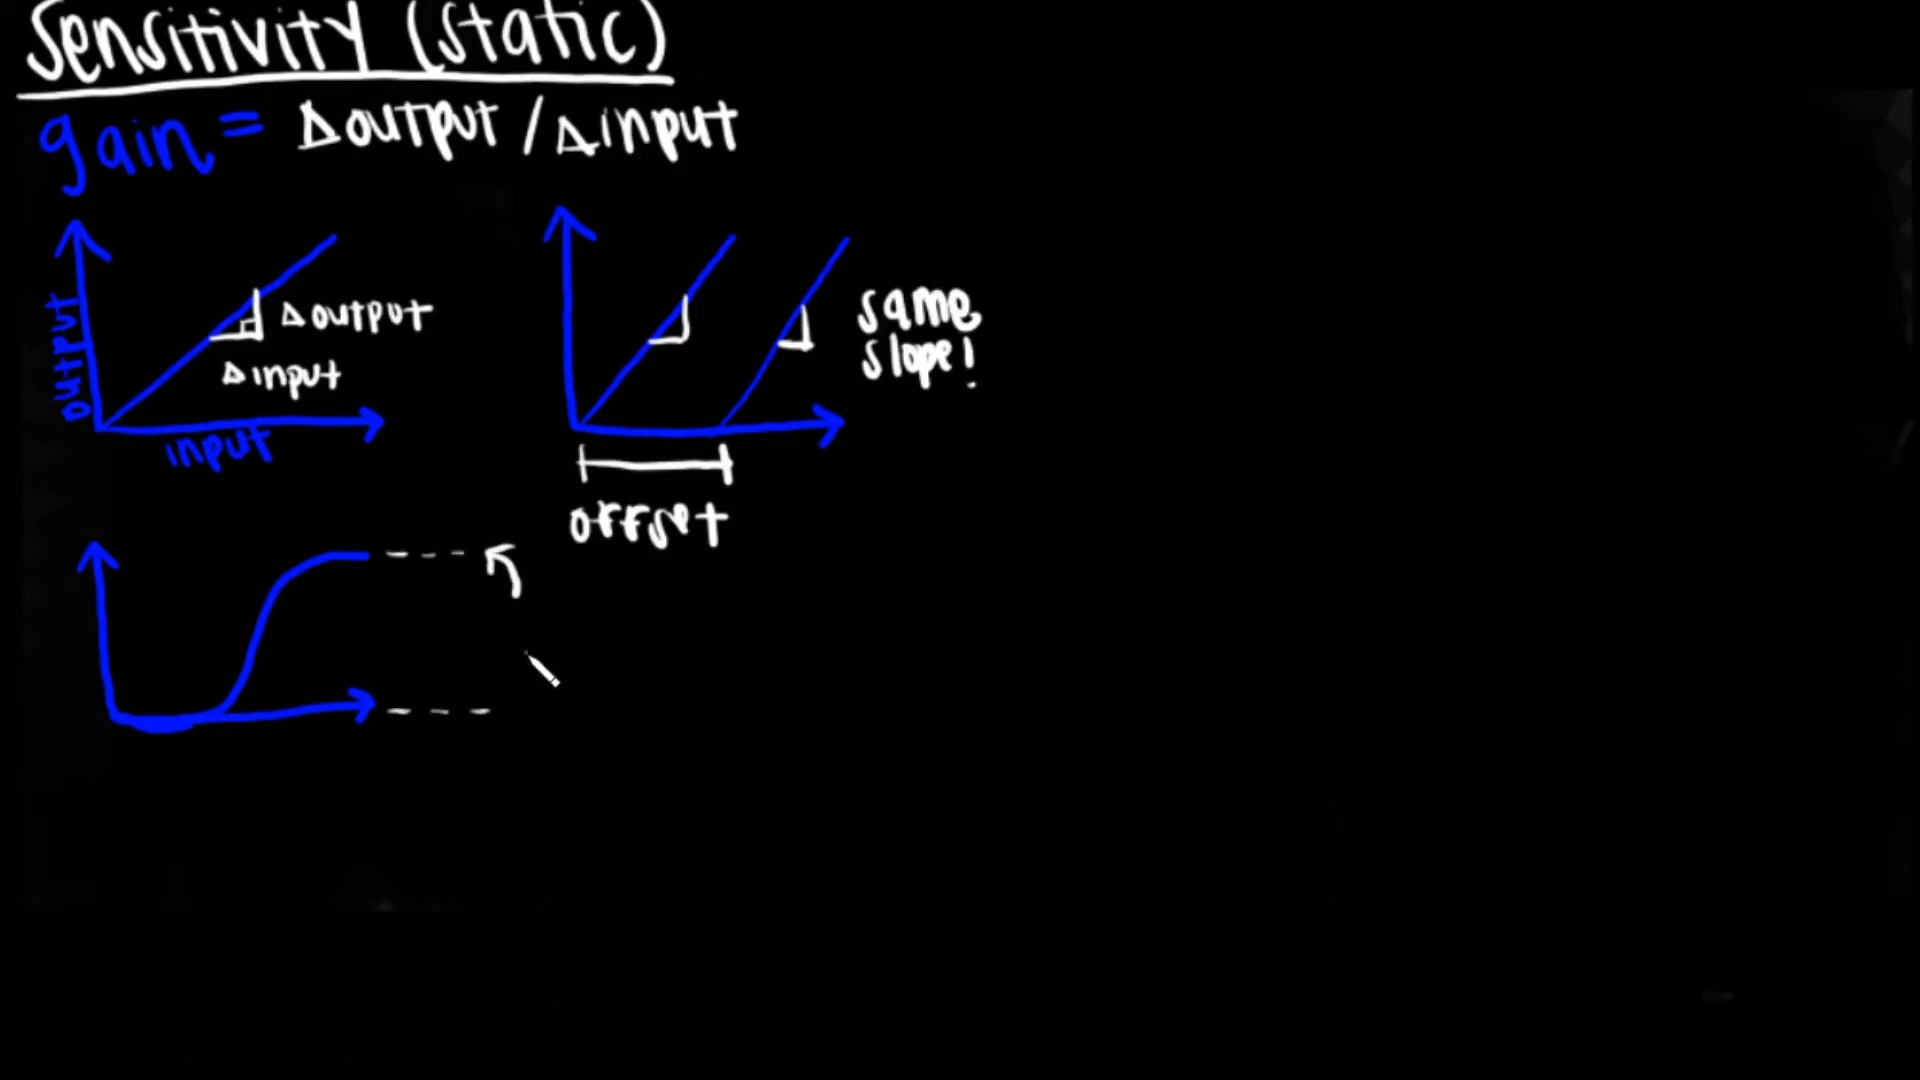 Sensitivity (static)
gain = Δoutput / Δinput
output
Δoutput
Δinput
input
same
slope!
offset